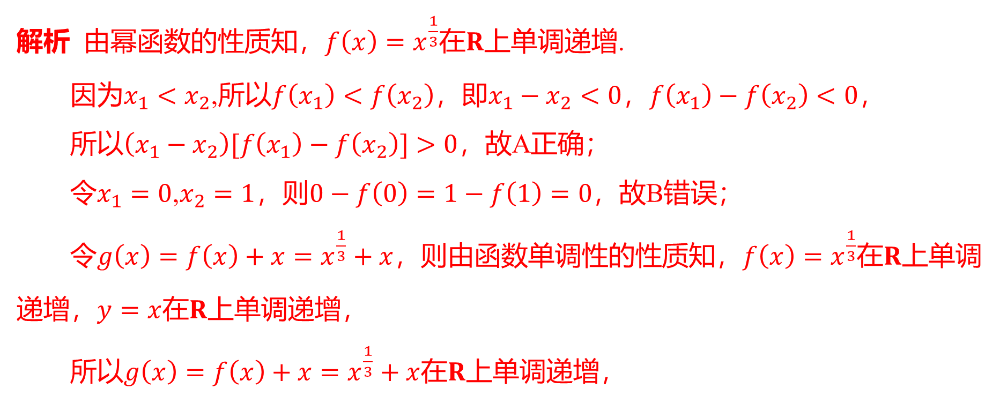 解析 由幂函数的性质知，$f(x)=x^{\frac{1}{3}}$在$\mathbf{R}$上单调递增.
因为$x_1<x_2$,所以$f(x_1)<f(x_2)$，即$x_1-x_2<0$，$f(x_1)-f(x_2)<0$，
所以$(x_1-x_2)[f(x_1)-f(x_2)]>0$，故A正确；
令$x_1=0$,$x_2=1$，则$0-f(0)=1-f(1)=0$，故B错误；
令$g(x)=f(x)+x=x^{\frac{1}{3}}+x$，则由函数单调性的性质知，$f(x)=x^{\frac{1}{3}}$在$\mathbf{R}$上单调
递增，$y=x$在$\mathbf{R}$上单调递增，
所以$g(x)=f(x)+x=x^{\frac{1}{3}}+x$在$\mathbf{R}$上单调递增，